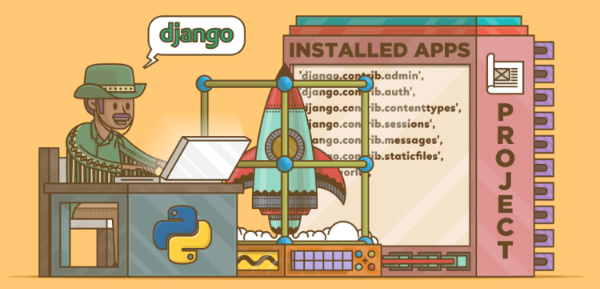 django
INSTALLED APPS
'django.contrib.admin',
'django.contrib.auth',
django.contrib.contenttypes',
django.contrib.sessions',
django.contrib.messages',
django.contrib.staticfiles',
PROJECT